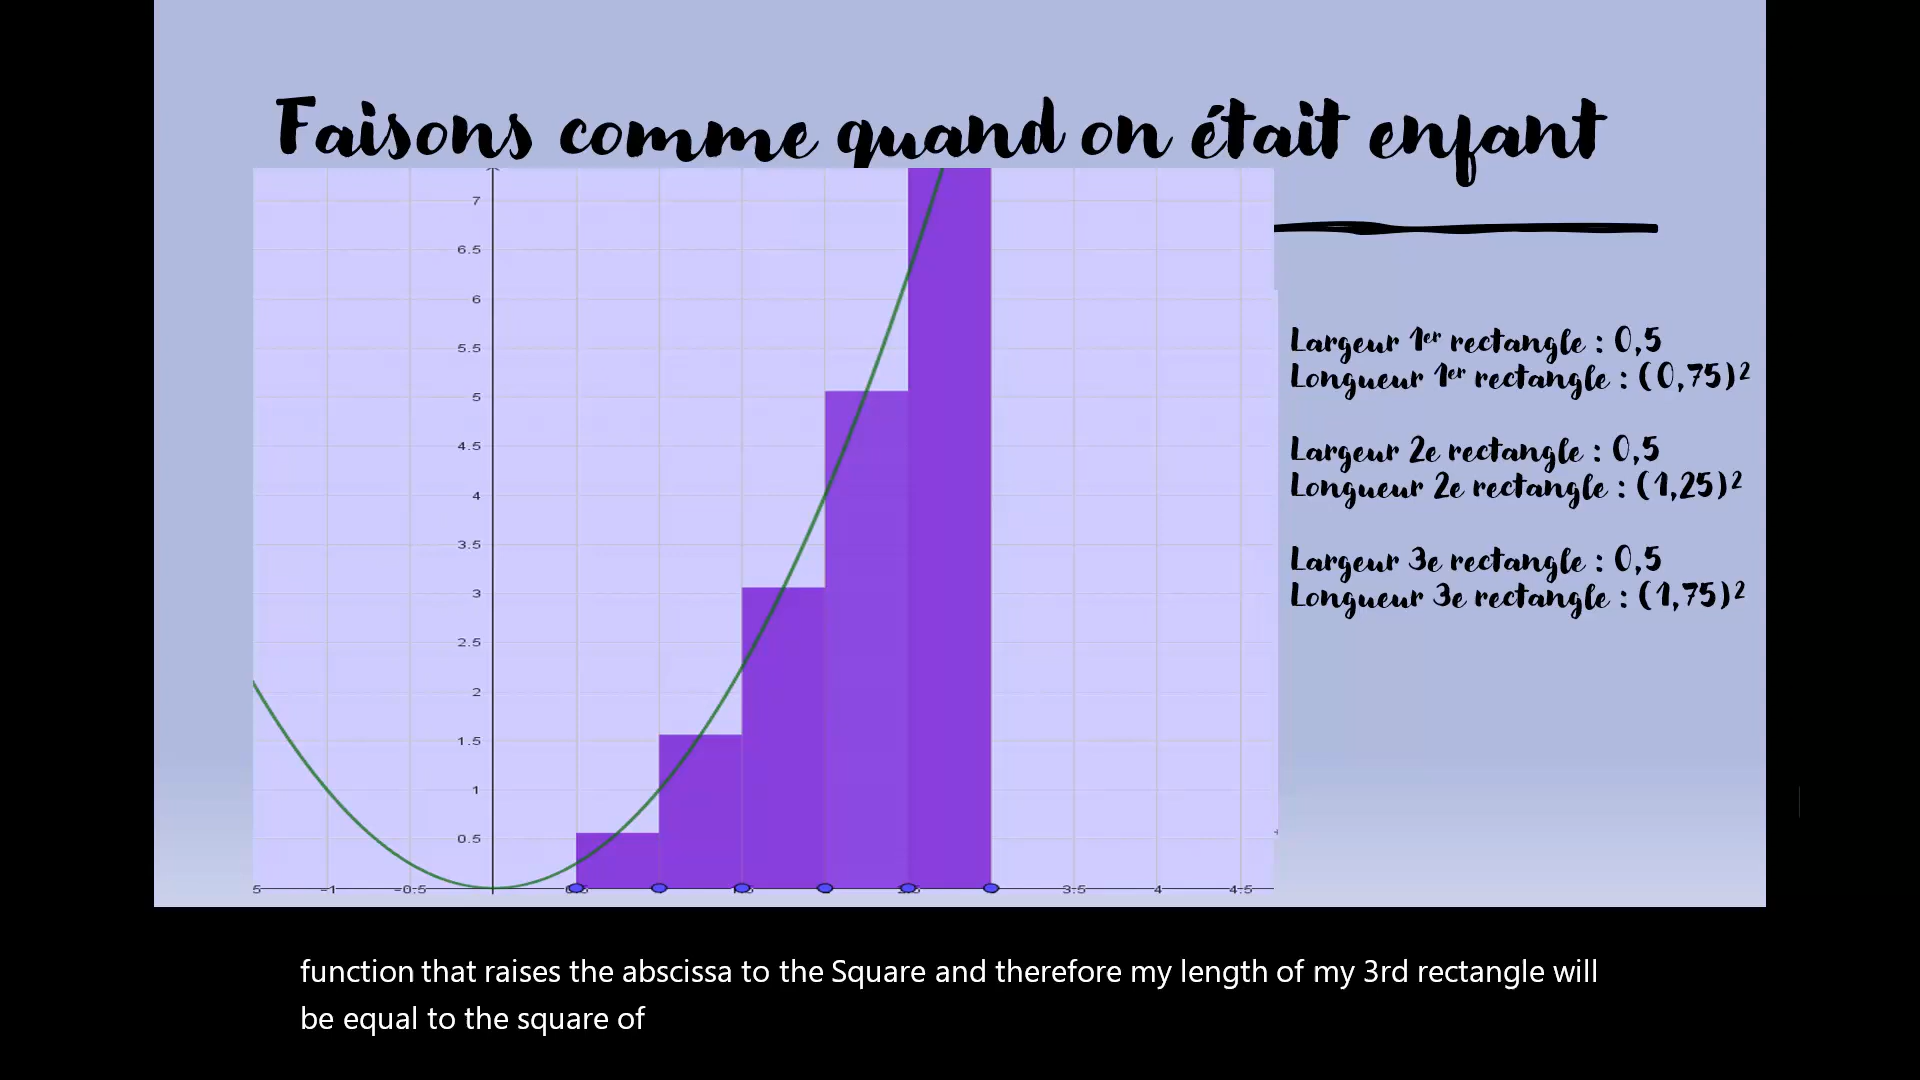 Faisons comme quand on était enfant
7
6.5
6
5.5
5
4.5
4
3.5
3
2.5
2
1.5
1
0.5
5 -1 -0.5 3.5 4 4.5
Largeur 1er rectangle : 0,5
Longueur 1er rectangle : (0,75)²
Largeur 2e rectangle : 0,5
Longueur 2e rectangle : (1,25)²
Largeur 3e rectangle : 0,5
Longueur 3e rectangle : (1,75)²
function that raises the abscissa to the Square and therefore my length of my 3rd rectangle will
be equal to the square of